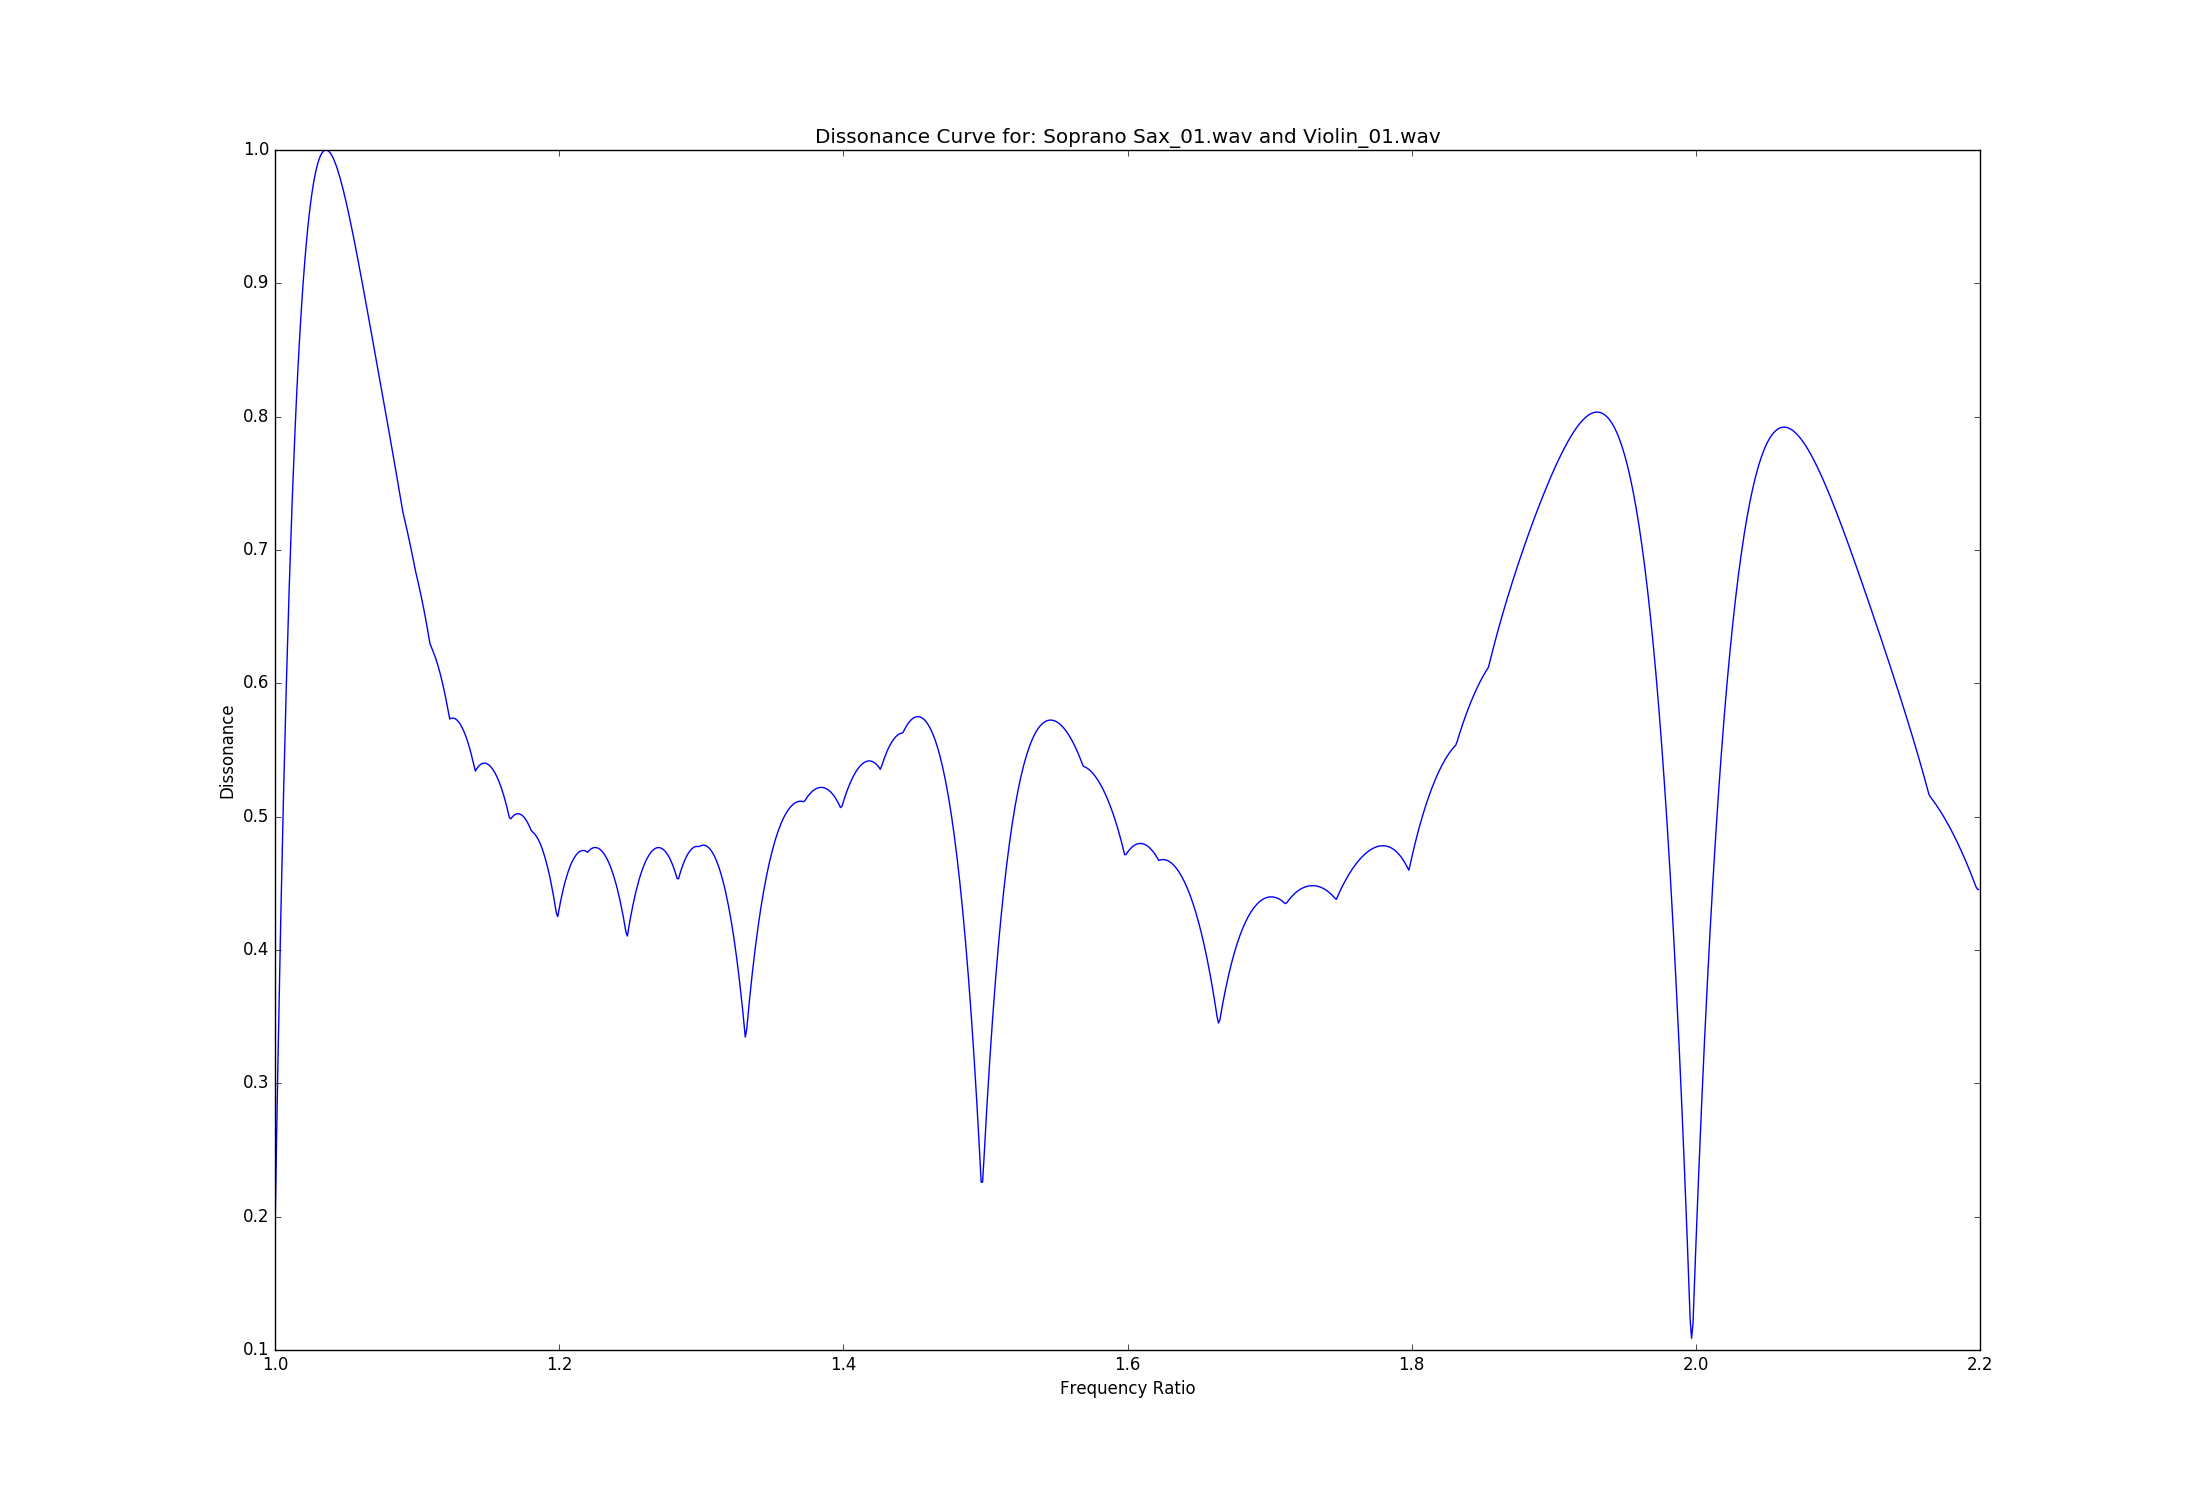 Dissonance Curve for: Soprano Sax_01.wav and Violin_01.wav
1.0
0.9
0.8
0.7
0.6
0.5
0.4
0.3
0.2
0.1
Dissonance
1.0 1.2 1.4 1.6 1.8 2.0 2.2
Frequency Ratio